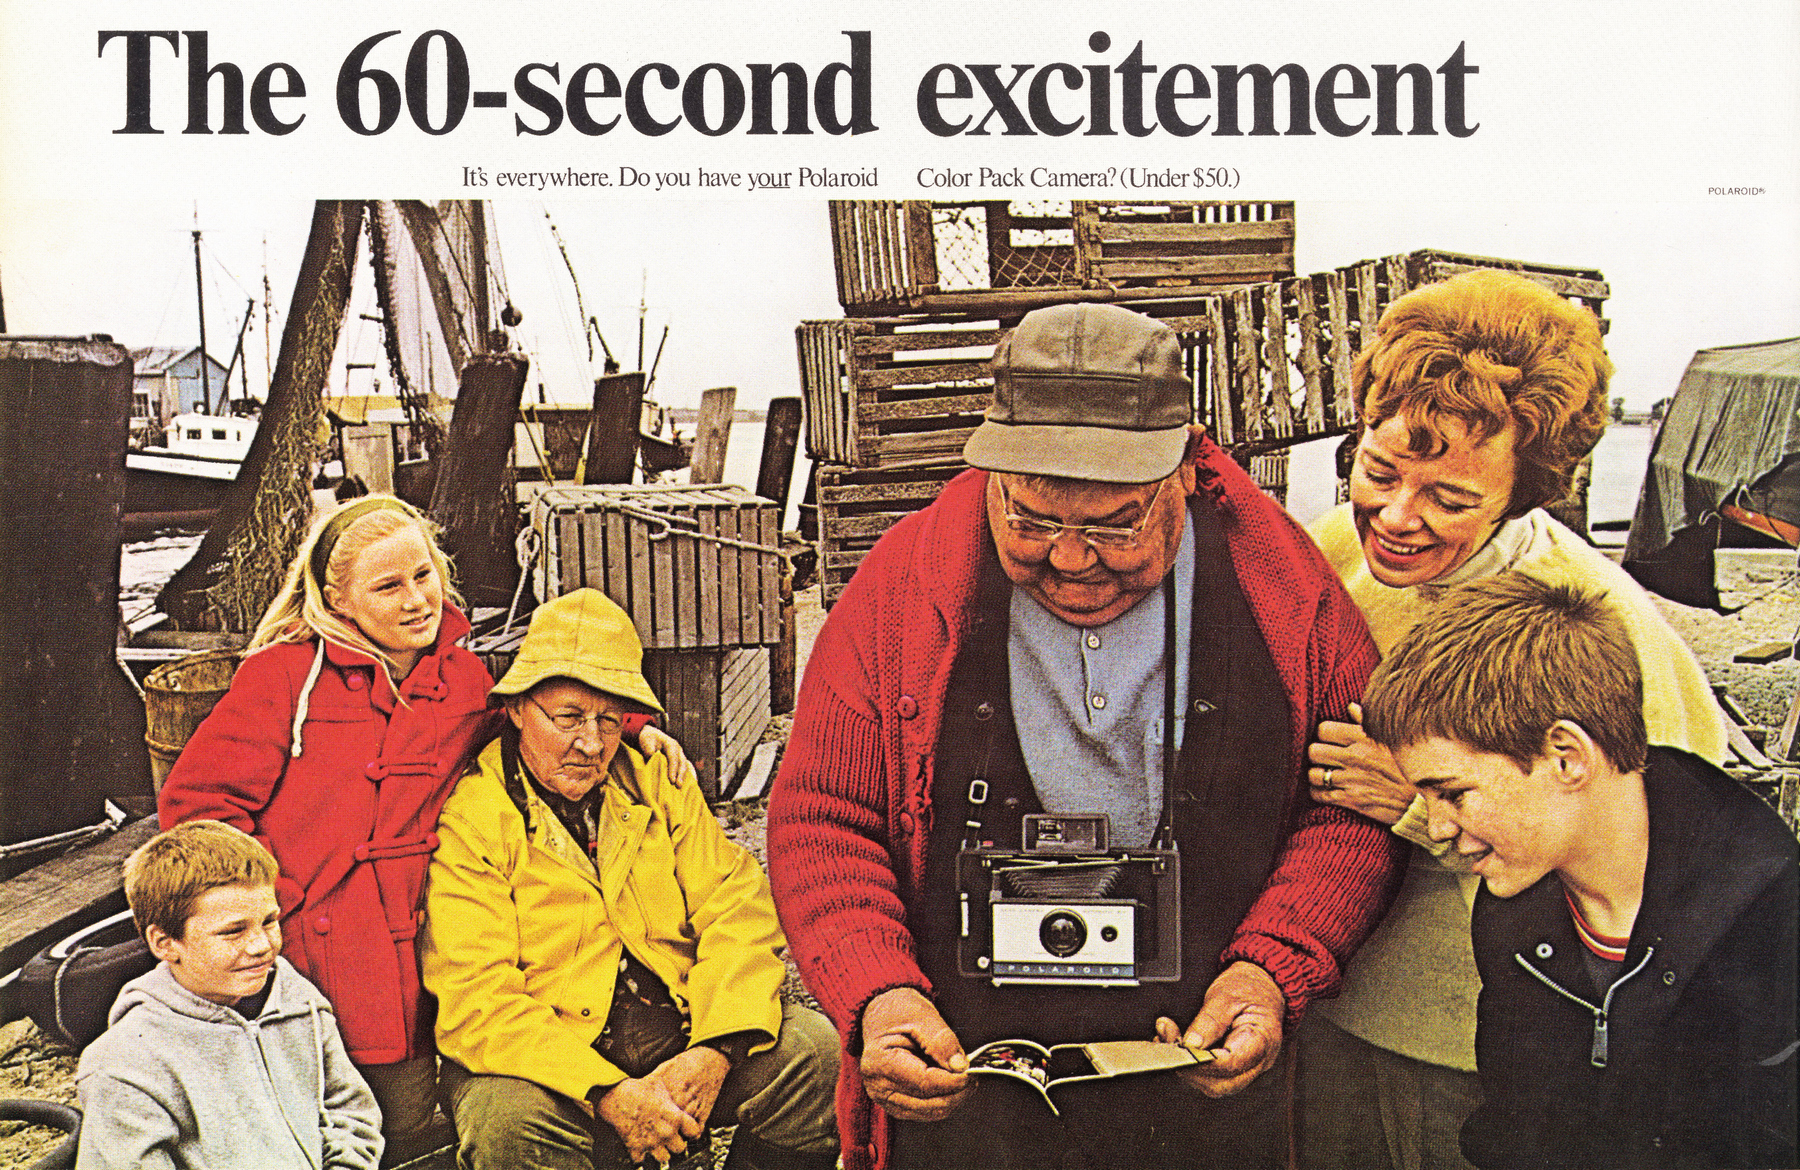 The 60-second excitement
It's everywhere. Do you have your Polaroid Color Pack Camera? (Under $50.)
POLAROID®
POLAROID